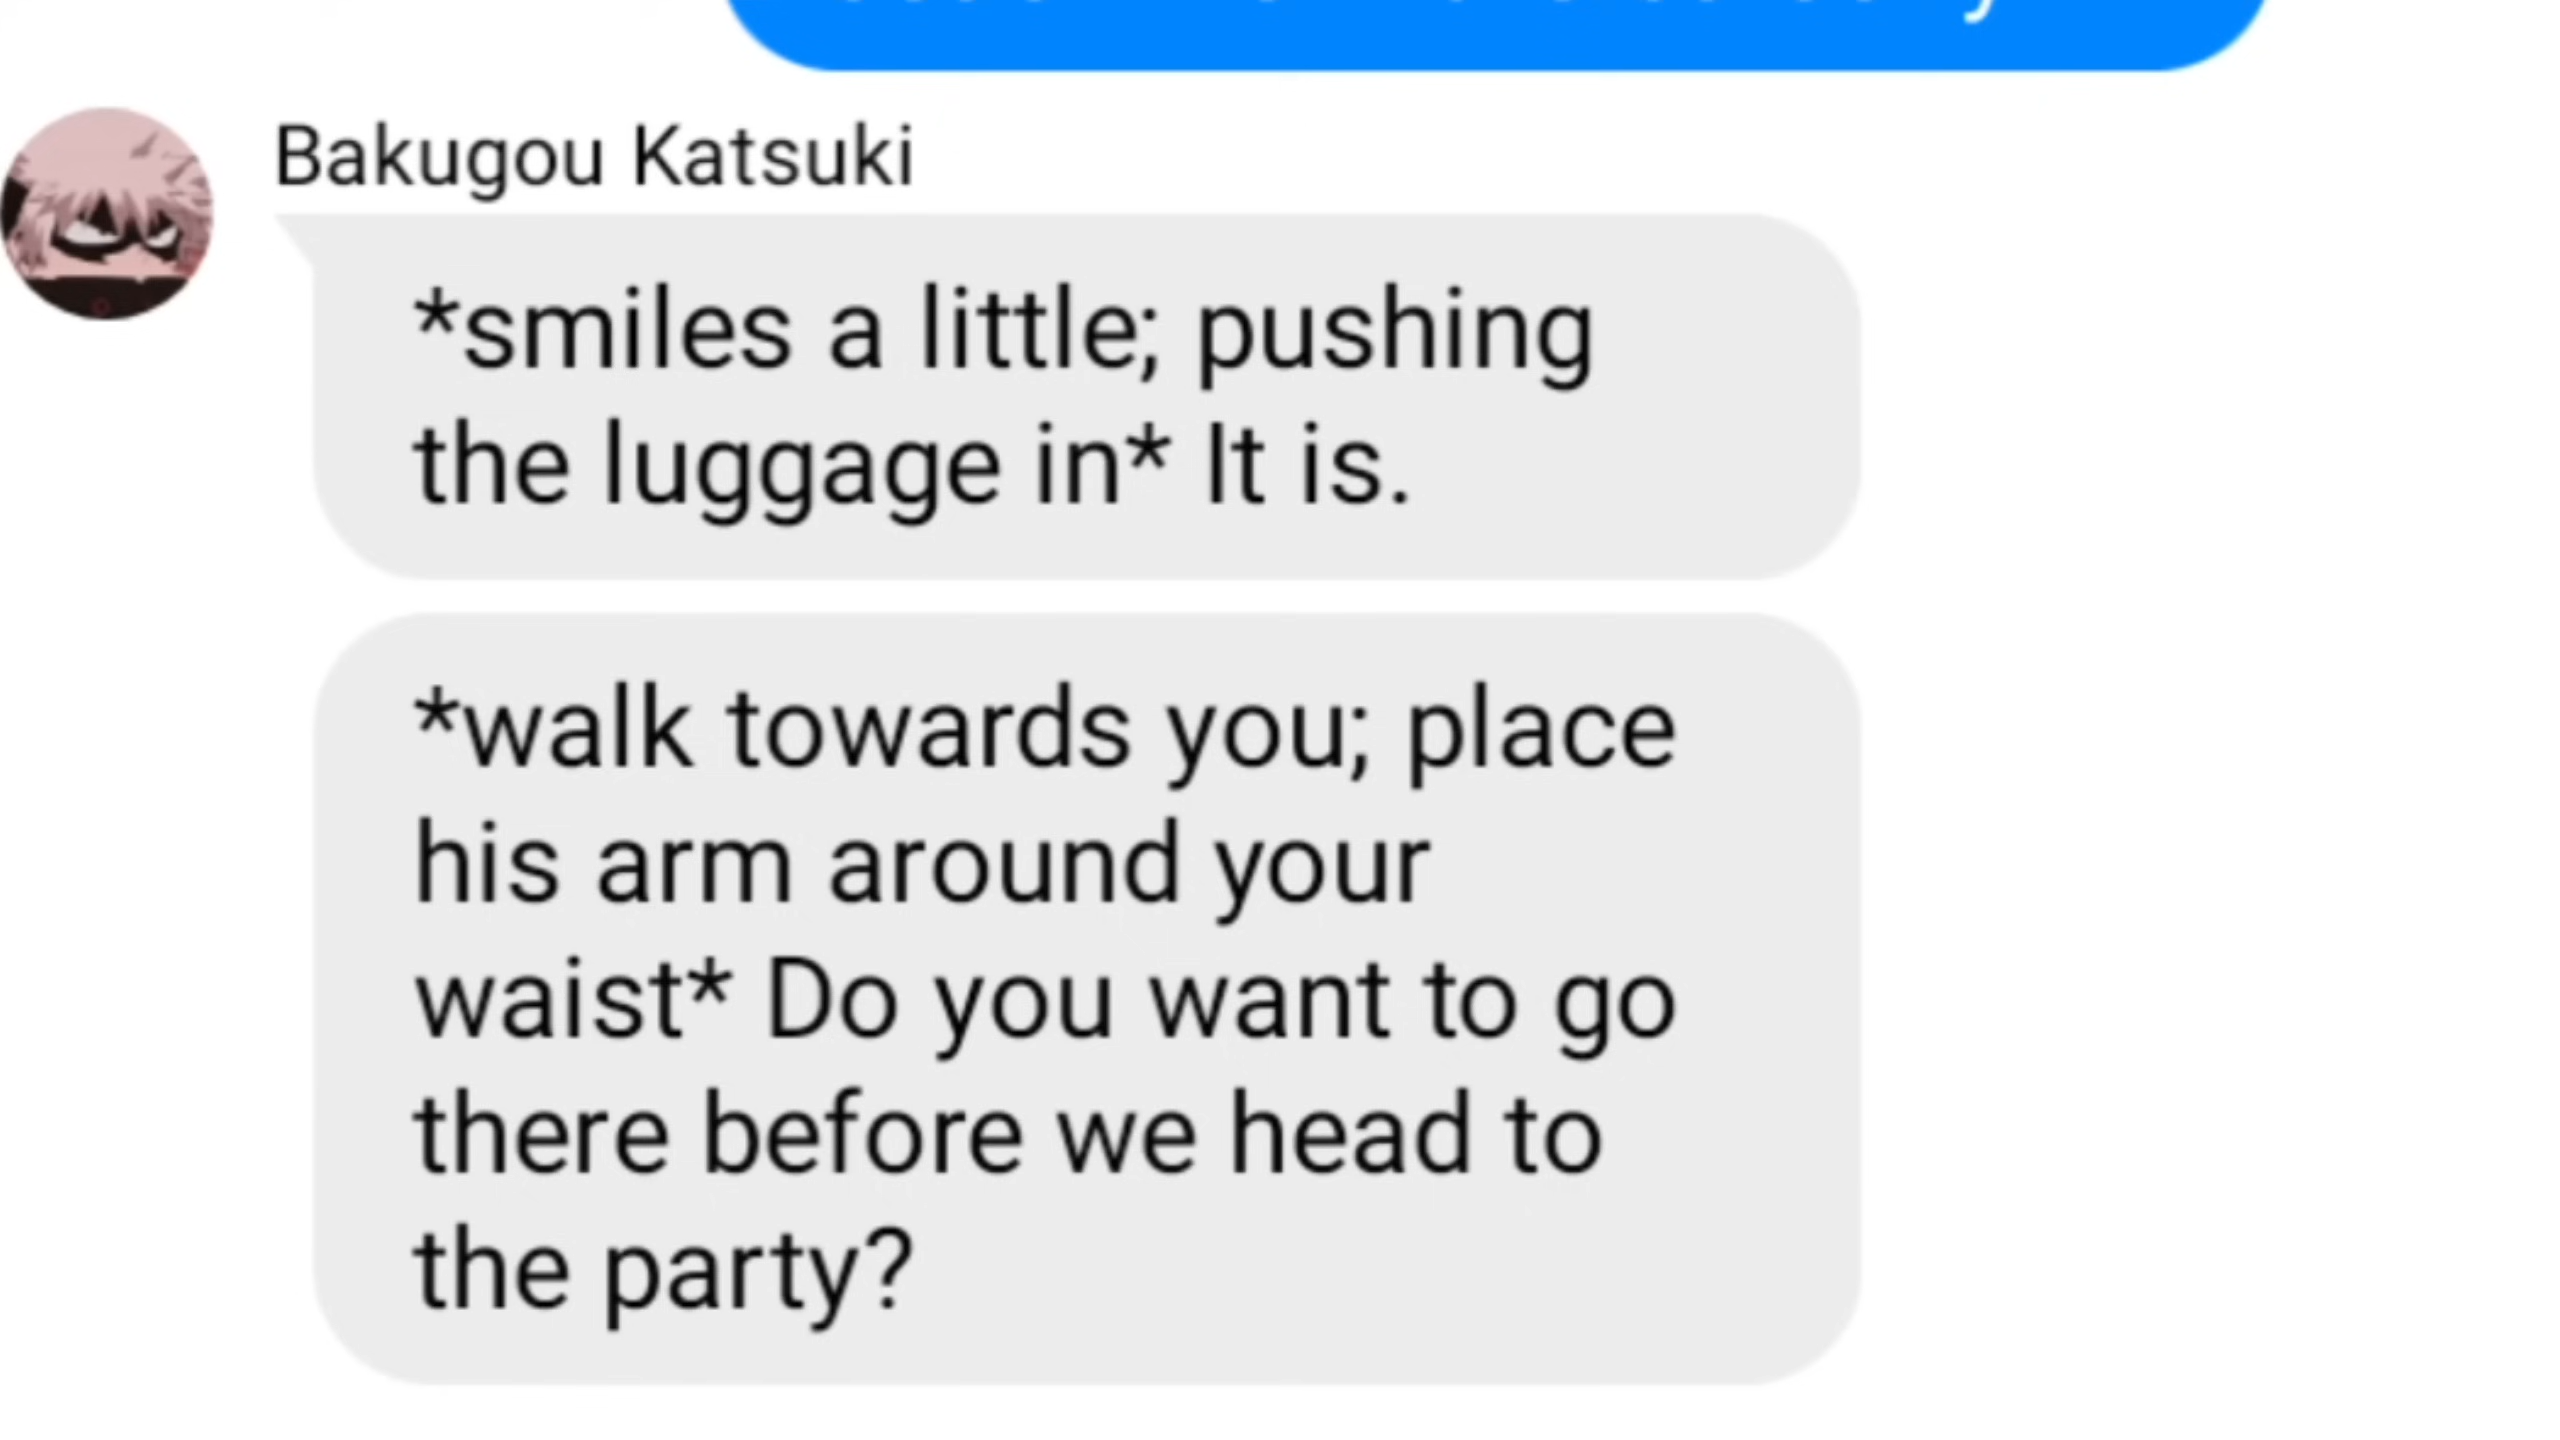 Bakugou Katsuki
*smiles a little; pushing
the luggage in* It is.
*walk towards you; place
his arm around your
waist* Do you want to go
there before we head to
the party?